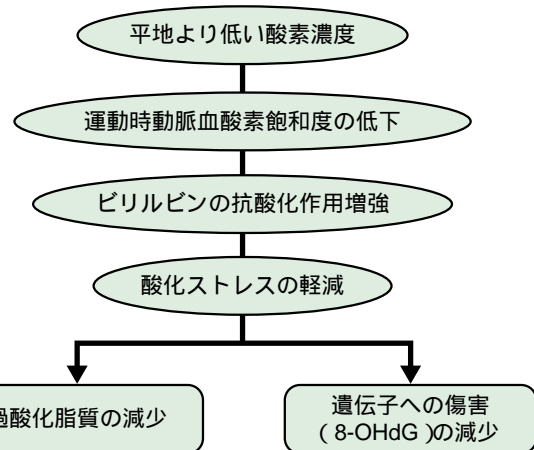 平地より低い酸素濃度
運動時動脈血酸素飽和度の低下
ビリルビンの抗酸化作用増強
酸化ストレスの軽減
過酸化脂質の減少
遺伝子への傷害
（8-OHdG）の減少